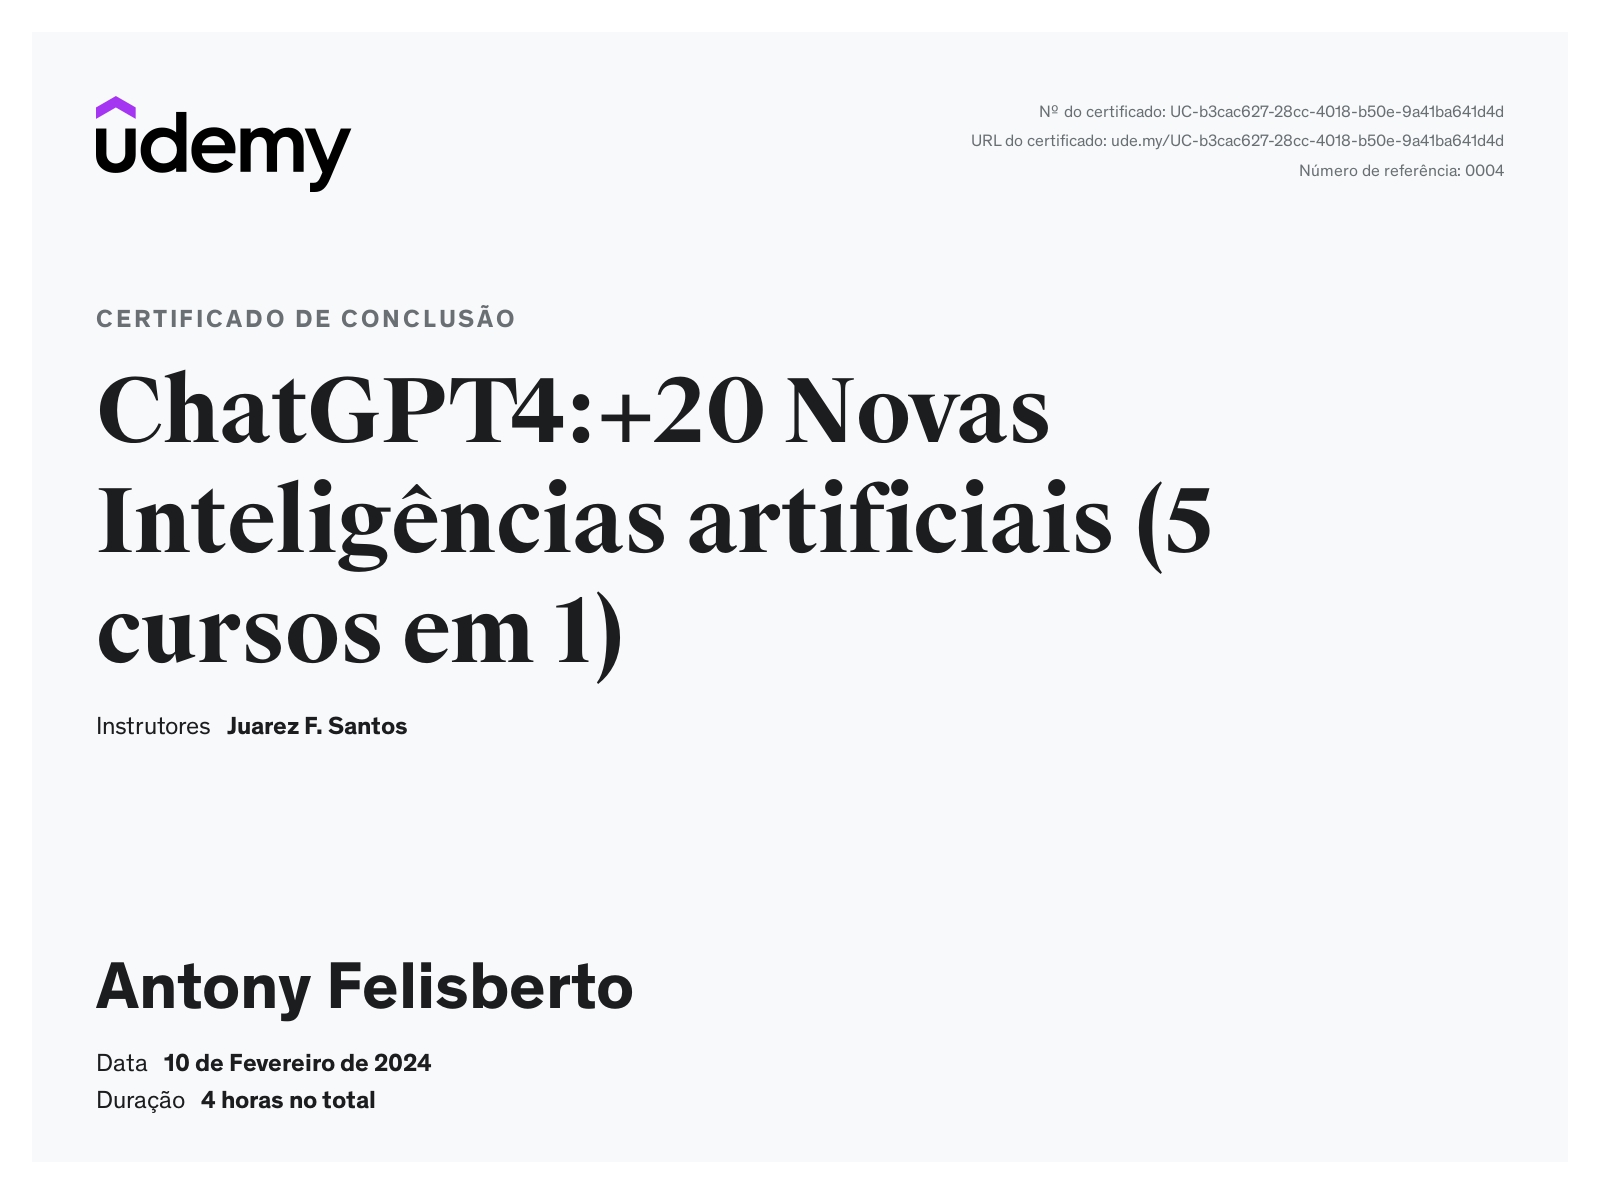 udemy
Nº do certificado: UC-b3cac627-28cc-4018-b50e-9a41ba641d4d
URL do certificado: ude.my/UC-b3cac627-28cc-4018-b50e-9a41ba641d4d
Número de referência: 0004
CERTIFICADO DE CONCLUSÃO
ChatGPT4:+20 Novas
Inteligências artificiais (5
cursos em 1)
Instrutores Juarez F. Santos
Antony Felisberto
Data 10 de Fevereiro de 2024
Duração 4 horas no total